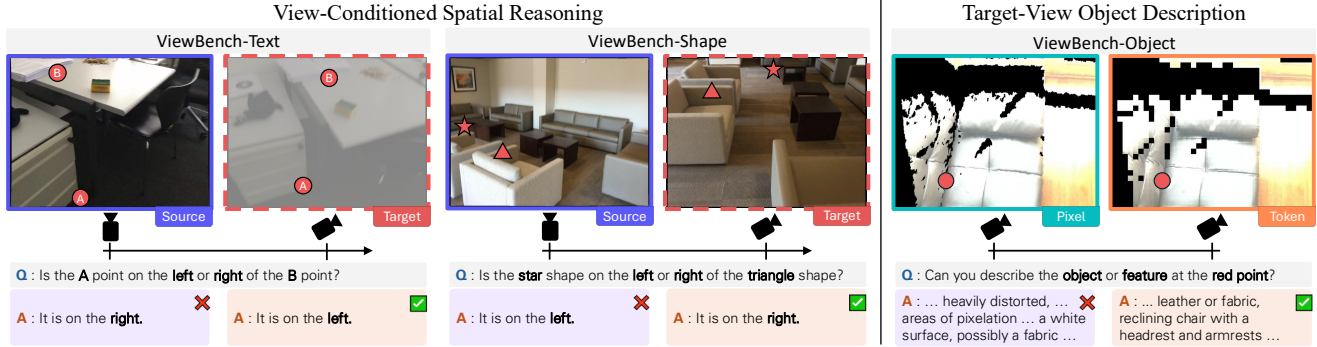 View-Conditioned Spatial Reasoning
Target-View Object Description
ViewBench-Text
ViewBench-Shape
ViewBench-Object
B
A
Source
B
A
Target
Source
Target
Pixel
Token
Q : Is the A point on the left or right of the B point?
A : It is on the right.
A : It is on the left.
Q : Is the star shape on the left or right of the triangle shape?
A : It is on the left.
A : It is on the right.
Q : Can you describe the object or feature at the red point?
A : ... heavily distorted, ...
areas of pixelation ... a white
surface, possibly a fabric ...
A : ... leather or fabric,
reclining chair with a
headrest and armrests ...